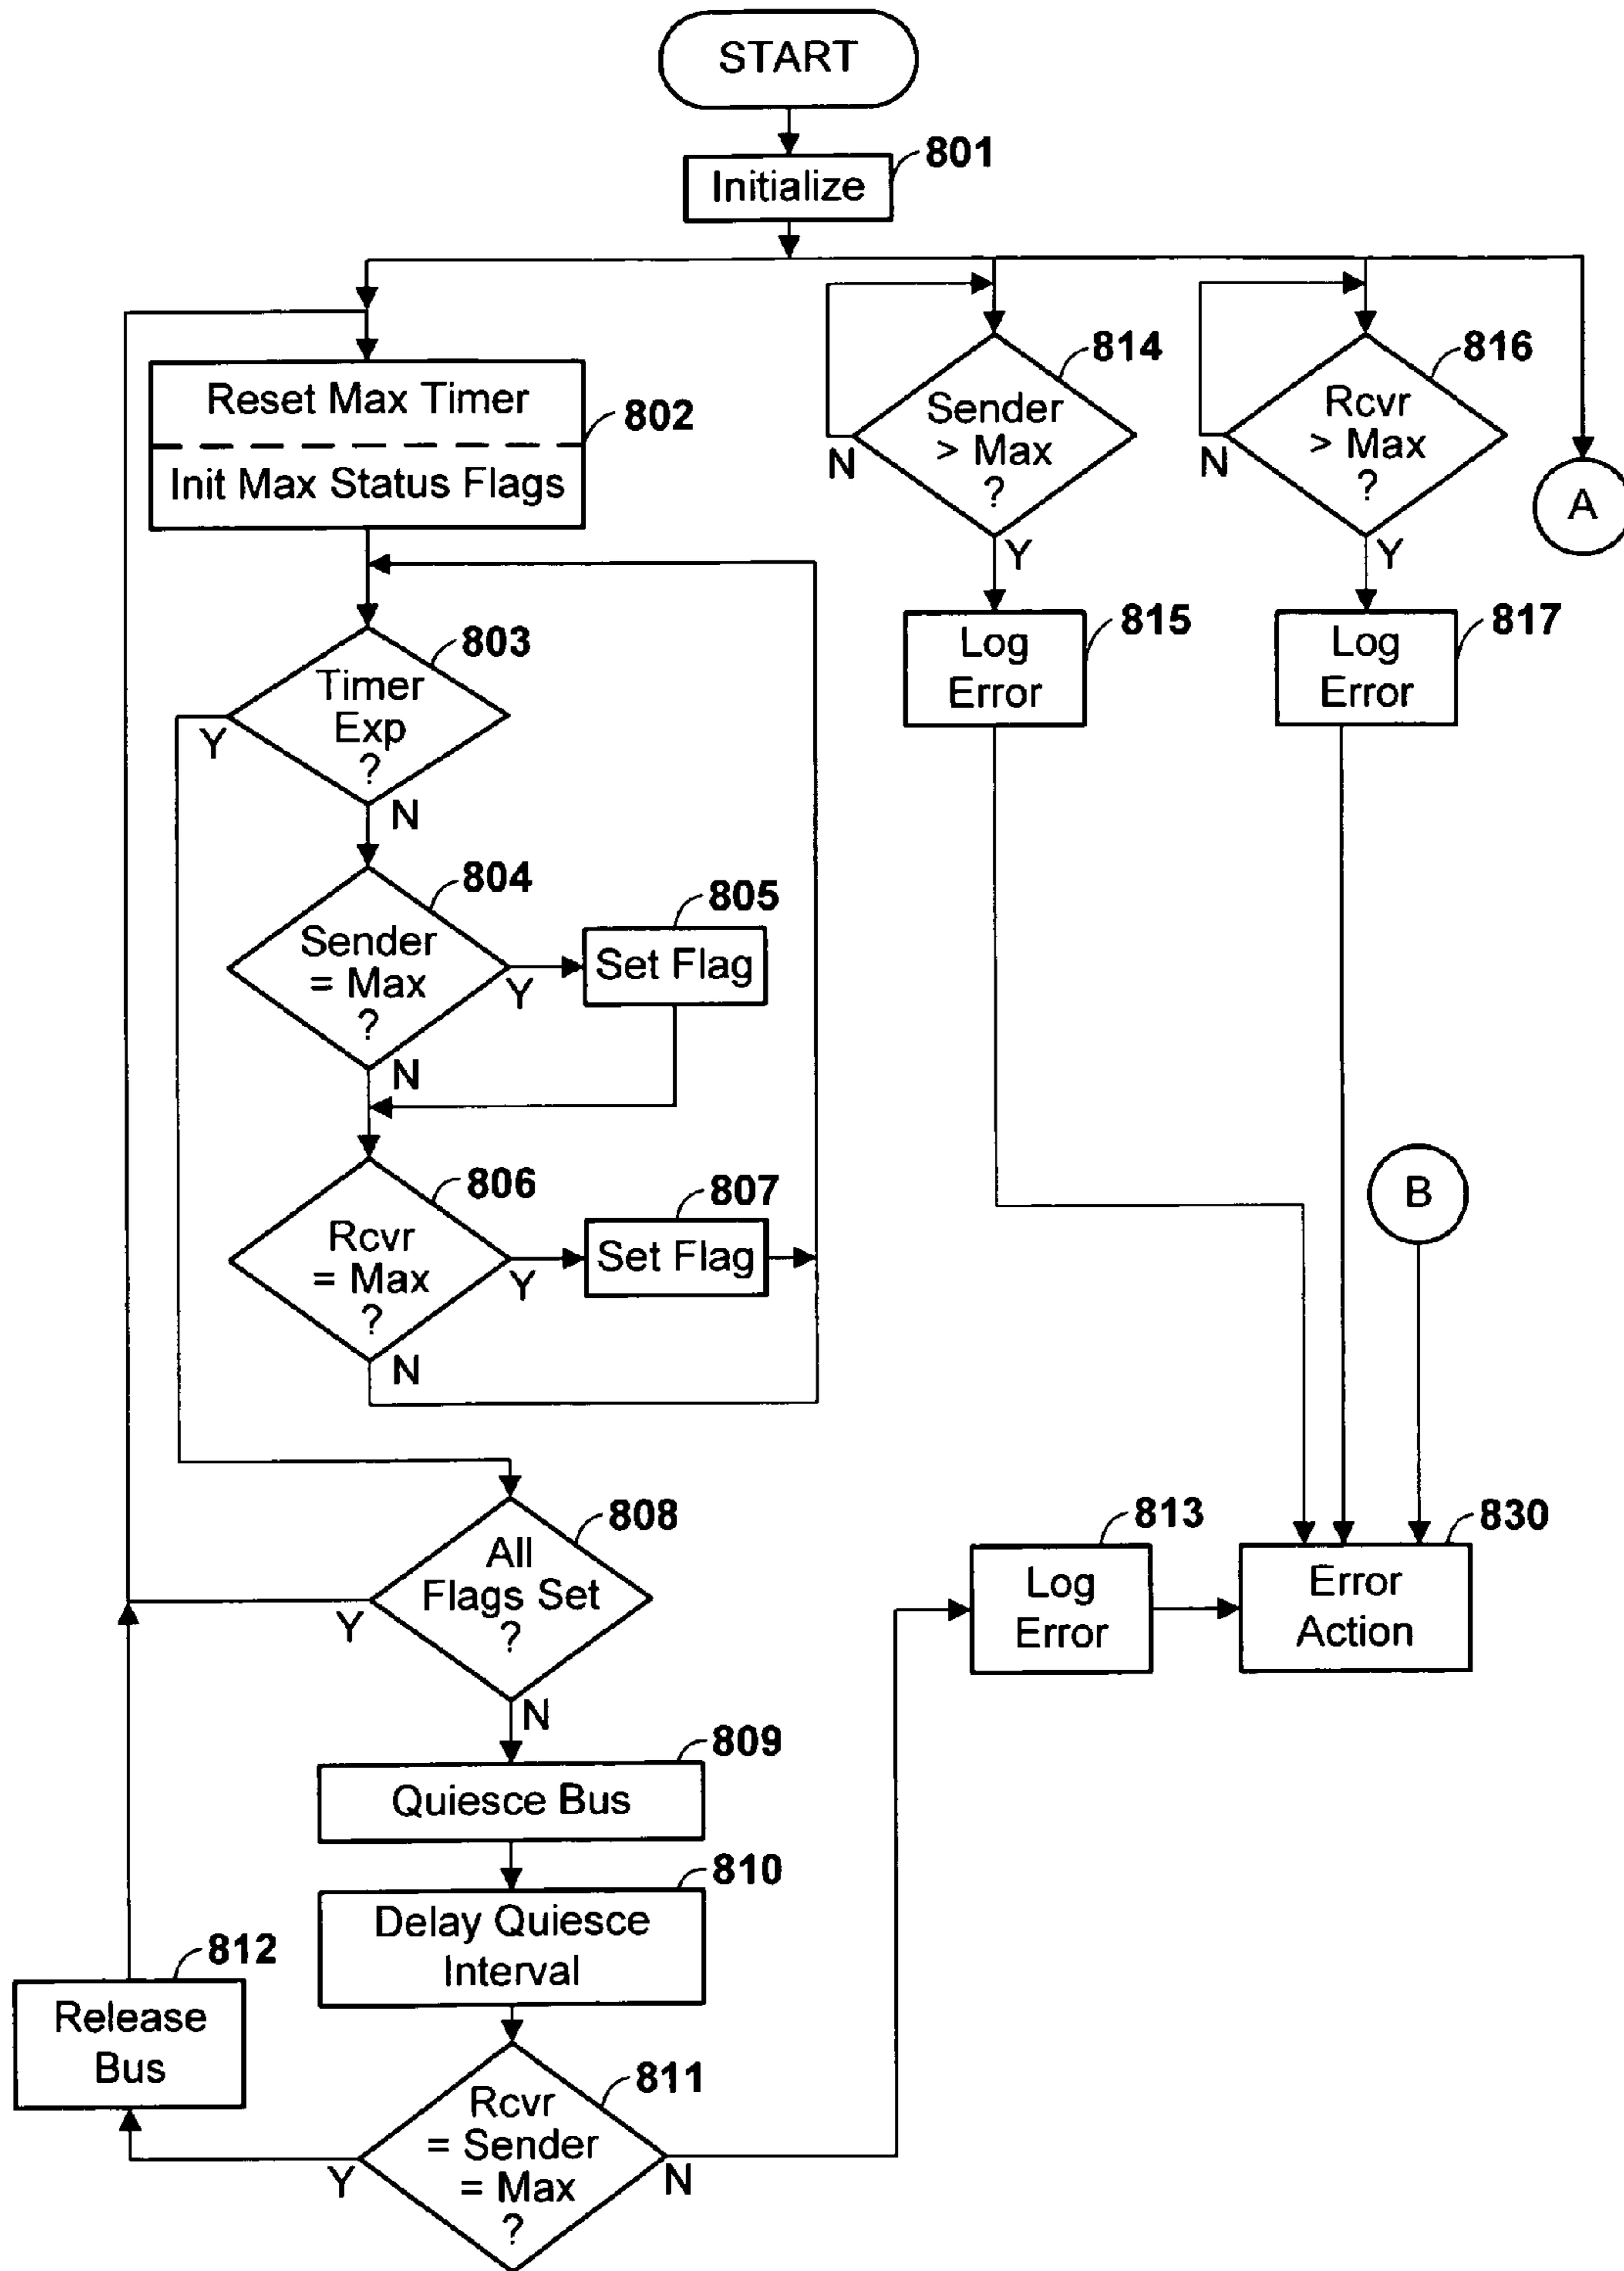 START
801
Initialize
Reset Max Timer
802
Init Max Status Flags
814
Sender
> Max
?
N
Y
816
Rcvr
> Max
?
N
Y
A
815
Log
Error
817
Log
Error
803
Timer
Exp
?
Y
N
804
Sender
= Max
?
Y
N
805
Set Flag
806
Rcvr
= Max
?
Y
N
807
Set Flag
B
808
All
Flags Set
?
Y
N
813
Log
Error
830
Error
Action
809
Quiesce Bus
810
Delay Quiesce
Interval
812
Release
Bus
811
Rcvr
= Sender
= Max
?
Y
N